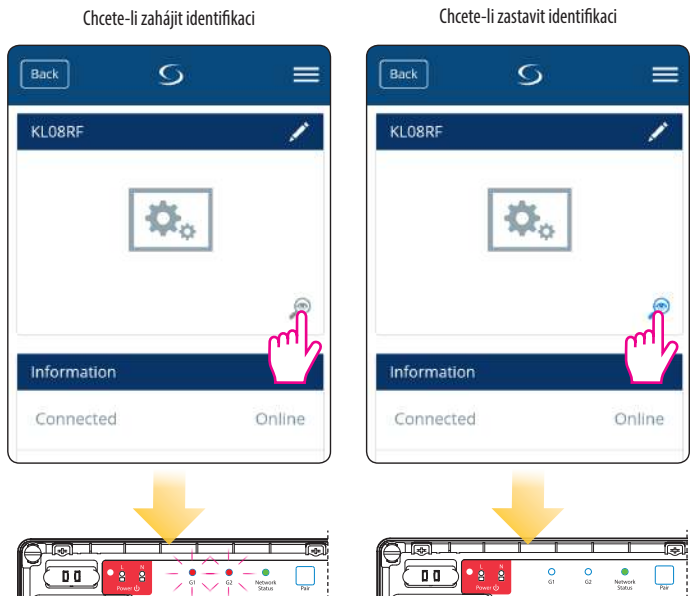 Chcete-li zahájit identifikaci
Back
KL08RF
Information
Connected Online
L N
Power
G1 G2 Network Status Pair
Chcete-li zastavit identifikaci
Back
KL08RF
Information
Connected Online
L N
Power
G1 G2 Network Status Pair